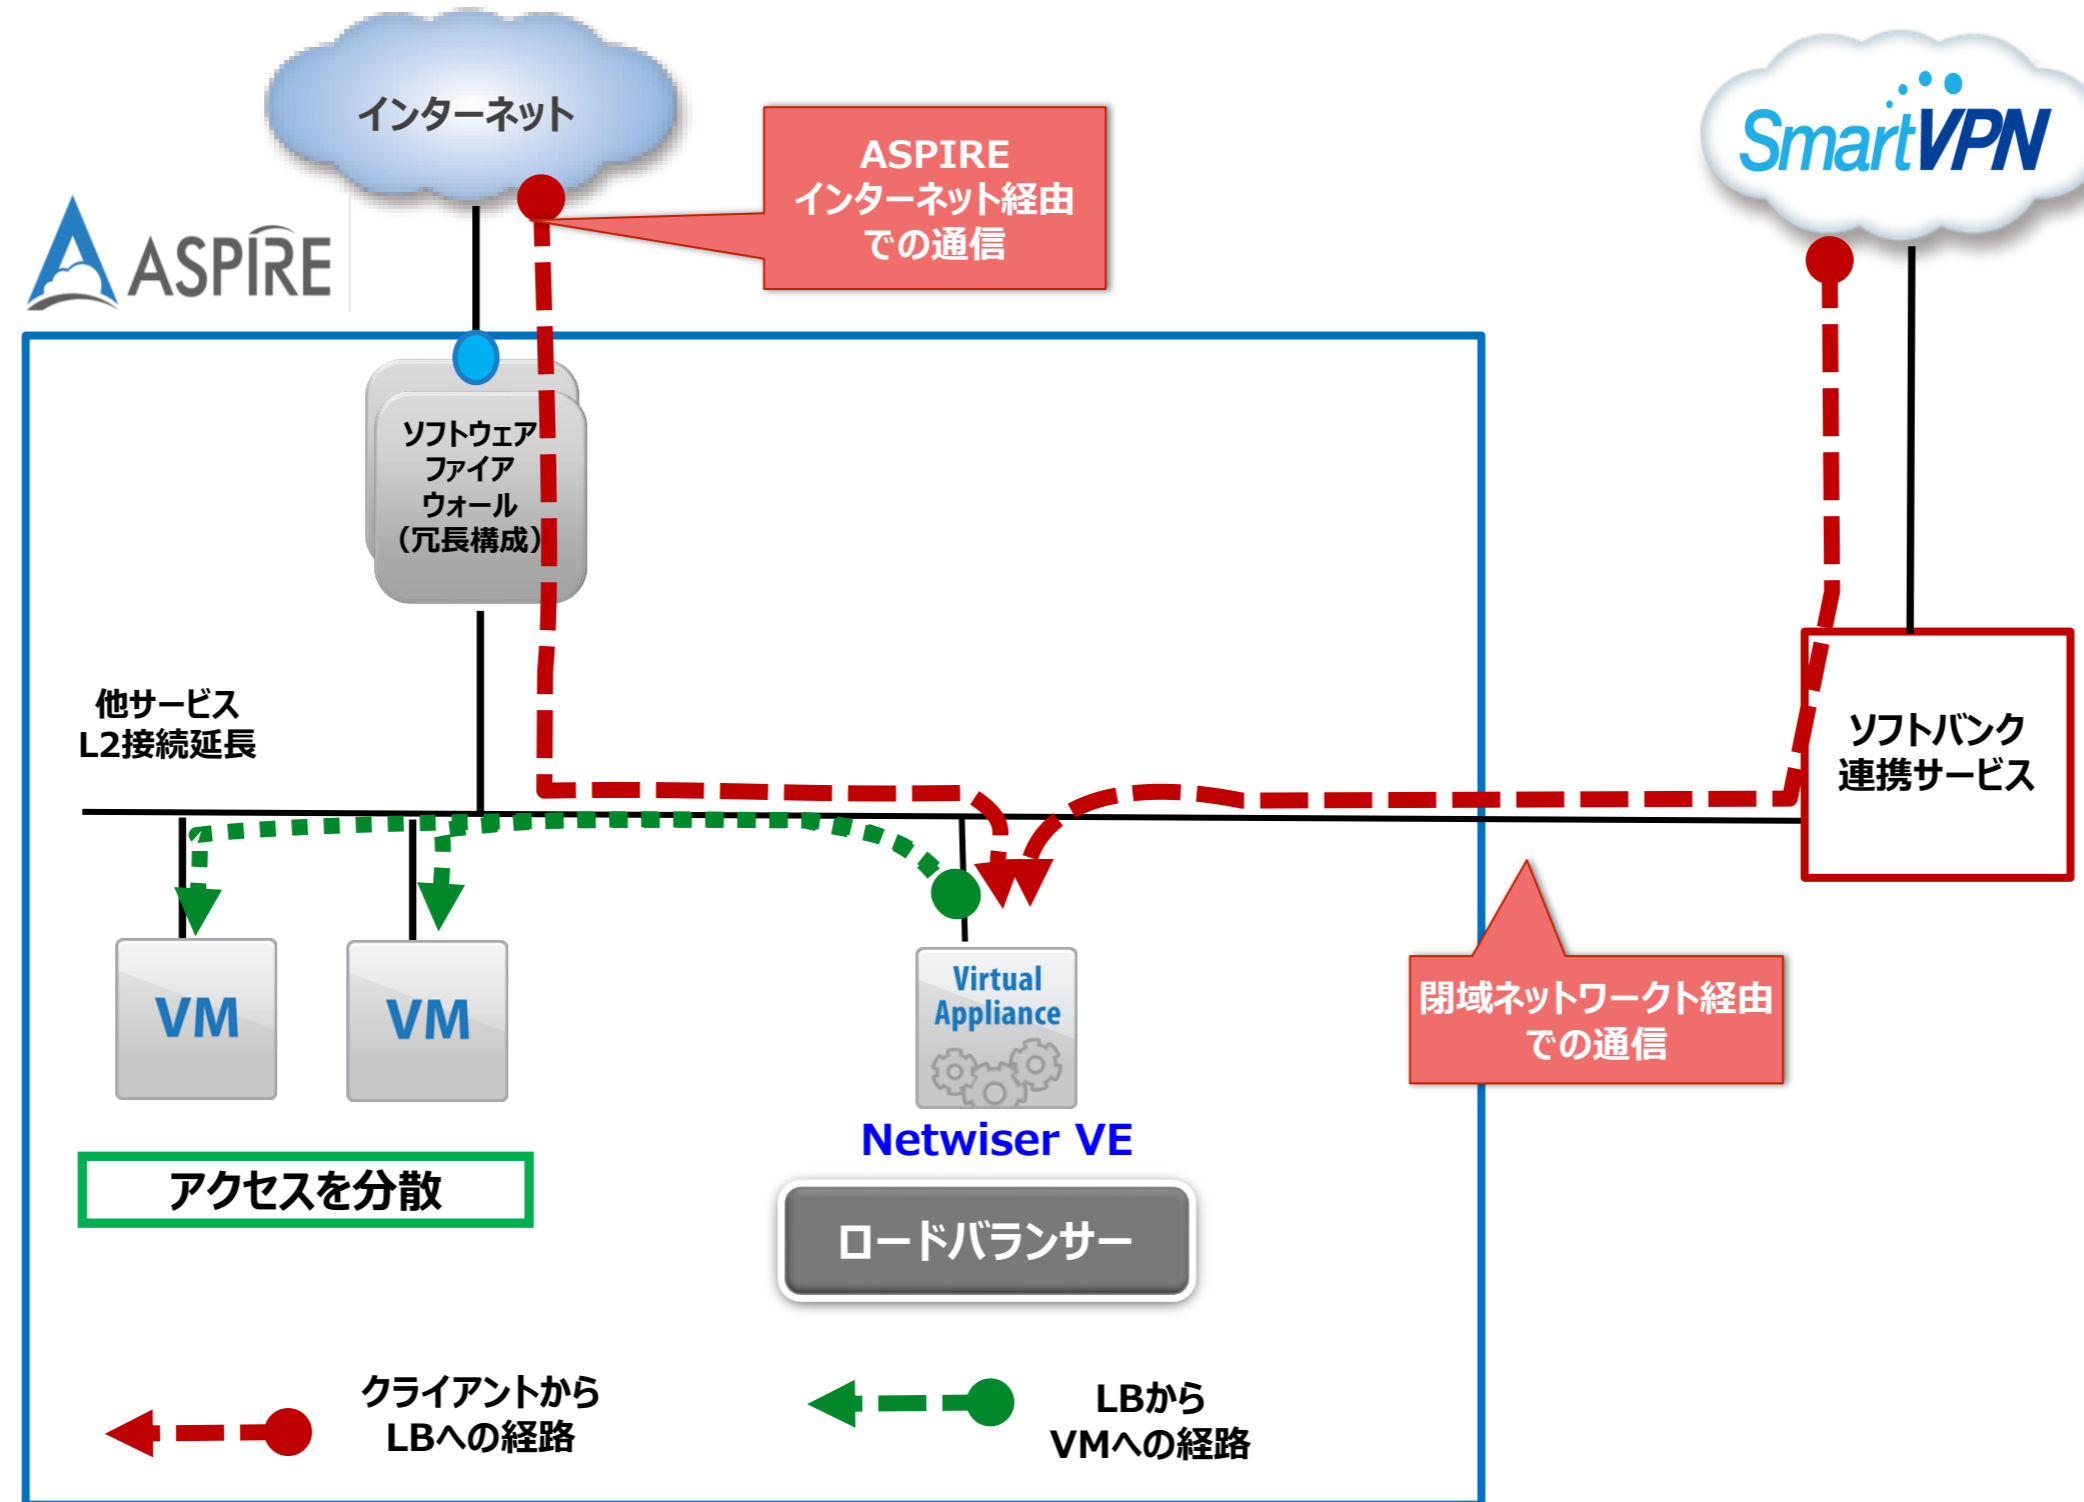 インターネット
ASPIRE
インターネット経由
での通信
SmartVPN
ASPIRE
ソフトウェア
ファイア
ウォール
（冗長構成）
他サービス
L2接続延長
ソフトバンク
連携サービス
VM
VM
Virtual
Appliance
閉域ネットワークト経由
での通信
Netwiser VE
アクセスを分散
ロードバランサー
クライアントから
LBへの経路
LBから
VMへの経路